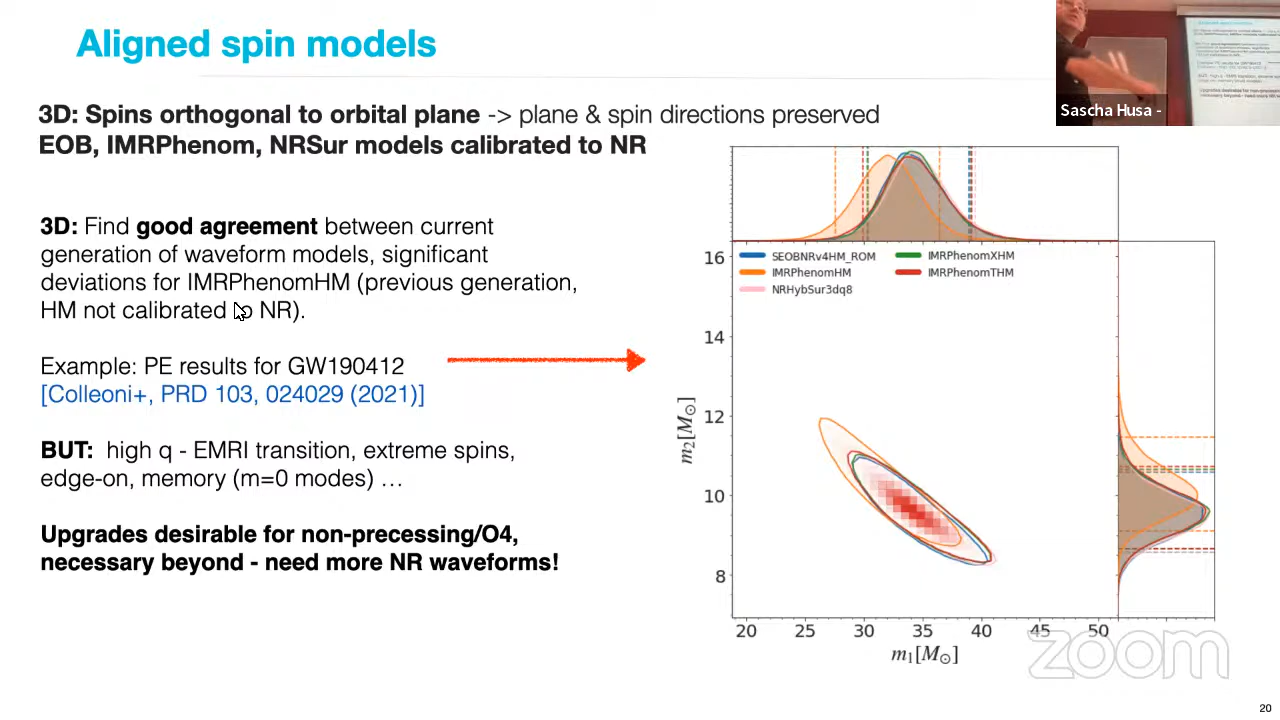 Aligned spin models
3D: Spins orthogonal to orbital plane -> plane & spin directions preserved
EOB, IMRPhenom, NRSur models calibrated to NR
3D: Find good agreement between current
generation of waveform models, significant
deviations for IMRPhenomHM (previous generation,
HM not calibrated to NR).
Example: PE results for GW190412
[Colleoni+, PRD 103, 024029 (2021)]
BUT: high q - EMRI transition, extreme spins,
edge-on, memory (m=0 modes) …
Upgrades desirable for non-precessing/O4,
necessary beyond - need more NR waveforms!
Sascha Husa -
SEOBNRv4HM_ROM
IMRPhenomHM
NRHybSur3dq8
IMRPhenomXHM
IMRPhenomTHM
16
14
12
10
8
m2[M⊙]
20 25 30 35 40 45 50
m1[M⊙]
zoom
20